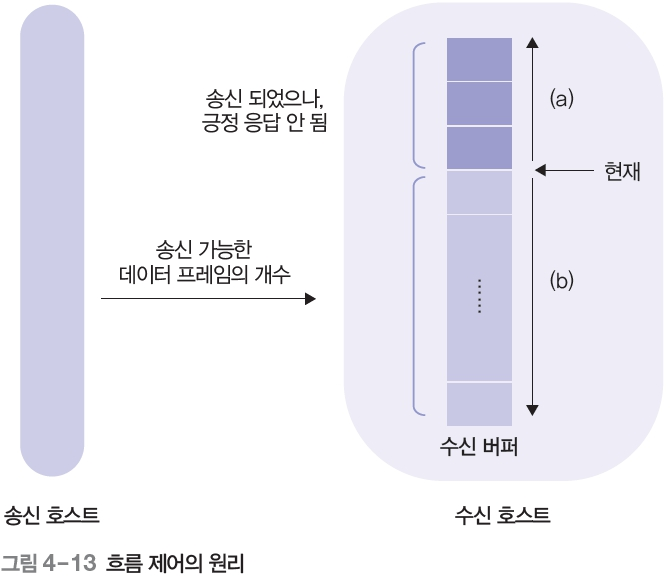 송신 되었으나,
긍정 응답 안 됨
(a)
현재
송신 가능한
데이터 프레임의 개수
(b)
......
수신 버퍼
송신 호스트
수신 호스트
그림 4-13 흐름 제어의 원리